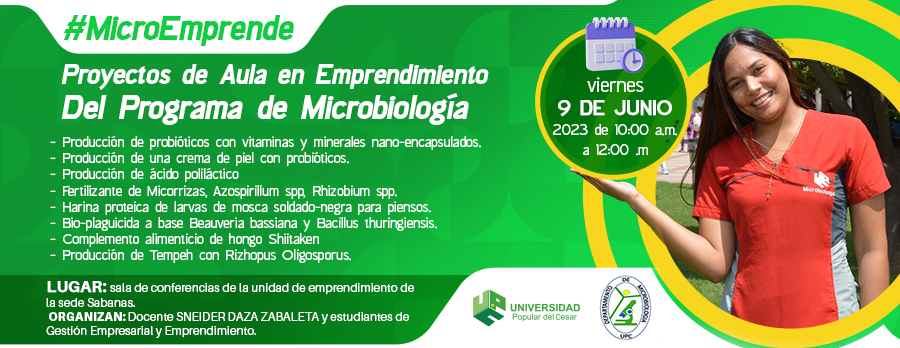 #MicroEmprende
Proyectos de Aula en Emprendimiento
Del Programa de Microbiología
- Producción de probióticos con vitaminas y minerales nano-encapsulados.
- Producción de una crema de piel con probióticos.
- Producción de ácido poliláctico
- Fertilizante de Micorrizas, Azospirillum spp, Rhizobium spp.
- Harina proteica de larvas de mosca soldado-negra para piensos.
- Bio-plaguicida a base Beauveria bassiana y Bacillus thuringiensis.
- Complemento alimenticio de hongo Shiitaken
- Producción de Tempeh con Rizhopus Oligosporus.
viernes
9 DE JUNIO
2023 de 10:00 a.m.
a 12:00 .m
Microbiología
LUGAR: sala de conferencias de la unidad de emprendimiento de
la sede Sabanas.
ORGANIZAN: Docente SNEIDER DAZA ZABALETA y estudiantes de
Gestión Empresarial y Emprendimiento.
UNIVERSIDAD
Popular del Cesar
DEPARTAMENTO DE MICROBIOLOGIA
UPC